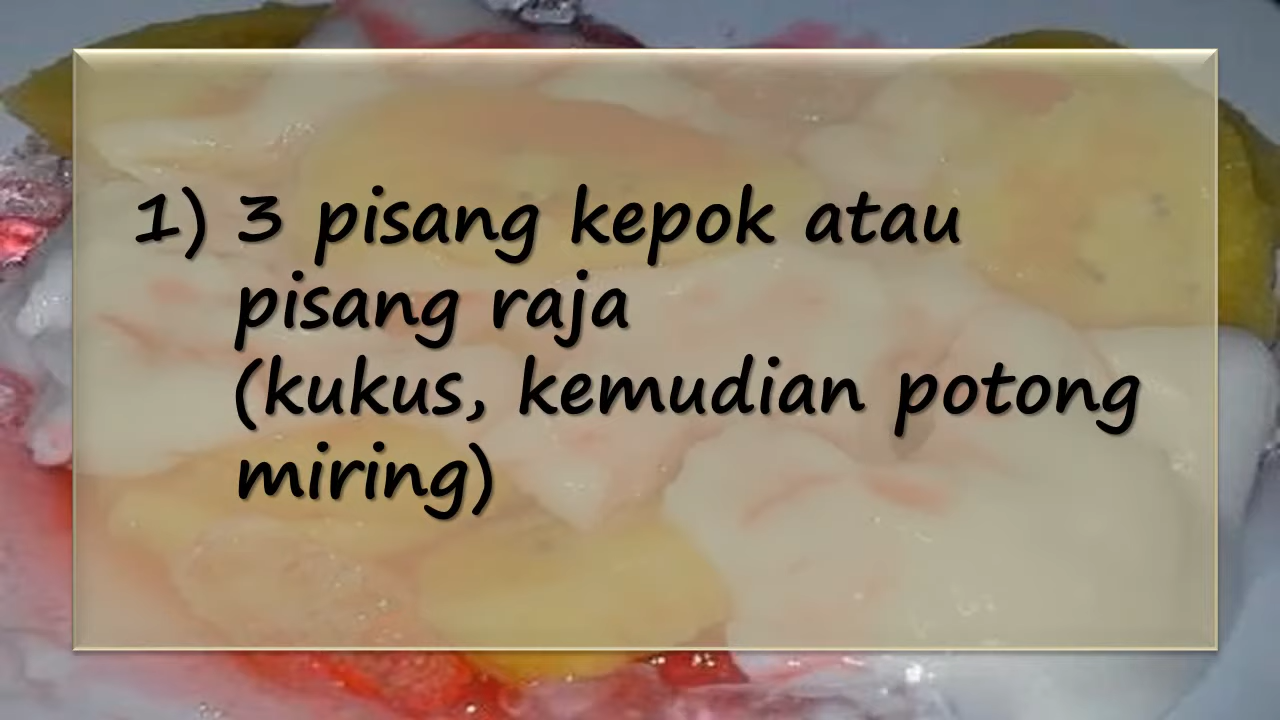 1) 3 pisang kepok atau
pisang raja
(kukus, kemudian potong
miring)